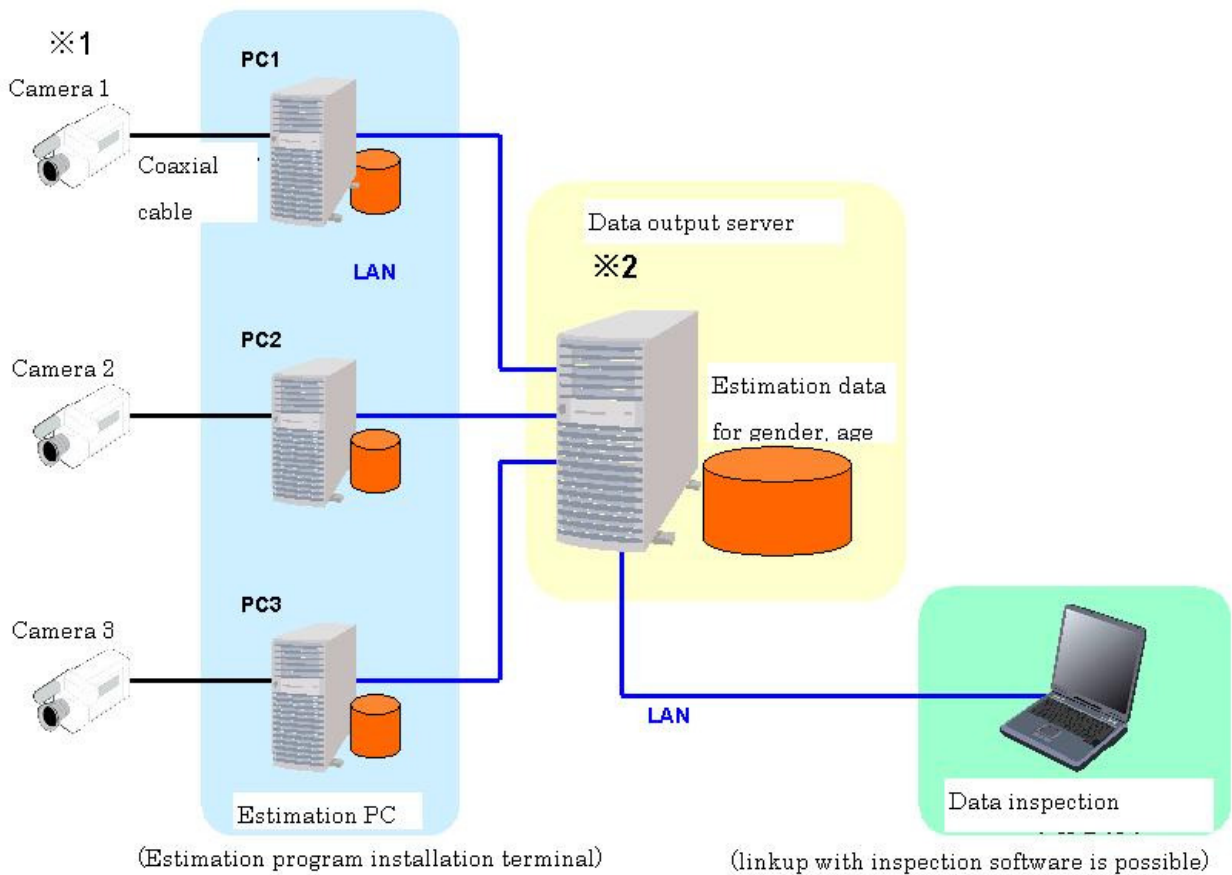 ※1
Camera 1
PC1
Coaxial
cable
LAN
Data output server
※2
PC2
Camera 2
Estimation data
for gender, age
PC3
Camera 3
LAN
Estimation PC
(Estimation program installation terminal)
Data inspection
(linkup with inspection software is possible)